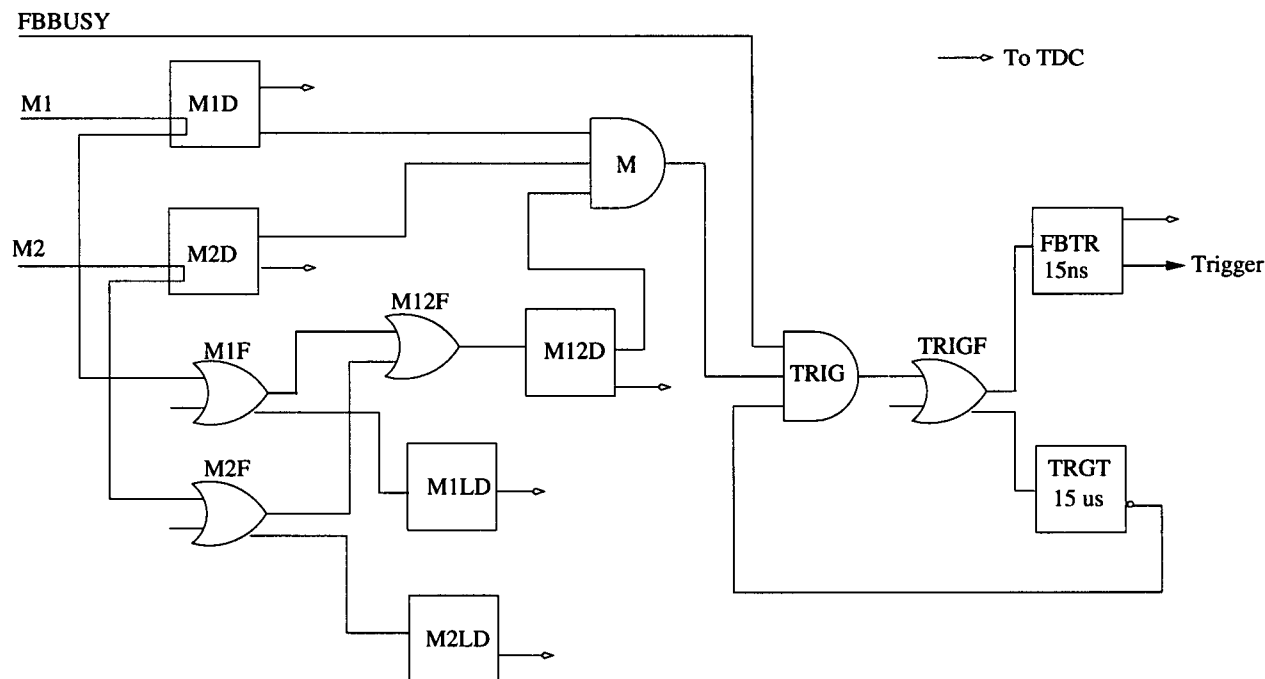 FBBUSY
To TDC
M1
M1D
M
M2
M2D
FBTR
15ns
Trigger
M12F
M12D
M1F
TRIG
TRIGF
M2F
M1LD
TRGT
15 us
M2LD